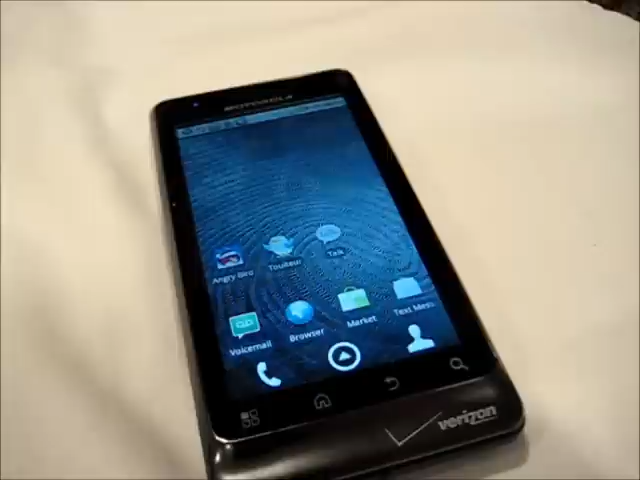 MOTOROLA
Angry Bird
Touiteur
Talk
Voicemail
Browser
Market
Text Mess
verizon